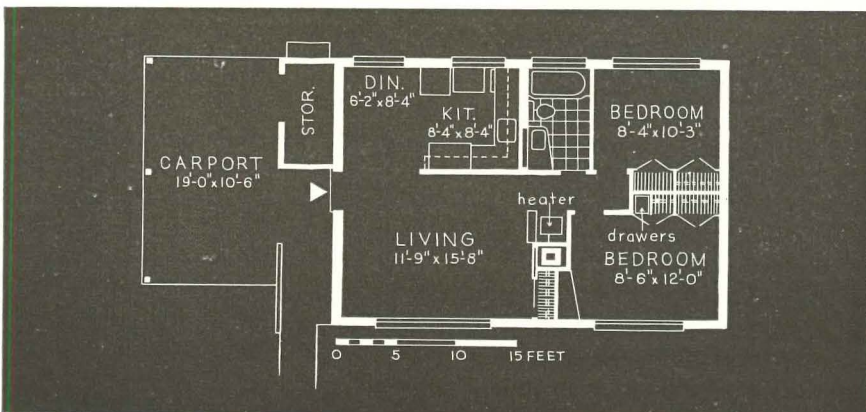 DIN.
6'-2"x8'-4"
KIT.
8'-4"x8'-4"
STOR.
BEDROOM
8'-4"x10'-3"
CARPORT
19'-0"x10'-6"
heater
LIVING
11'-9"x15'-8"
drawers
BEDROOM
8'-6"x12'-0"
0 5 10 15 FEET